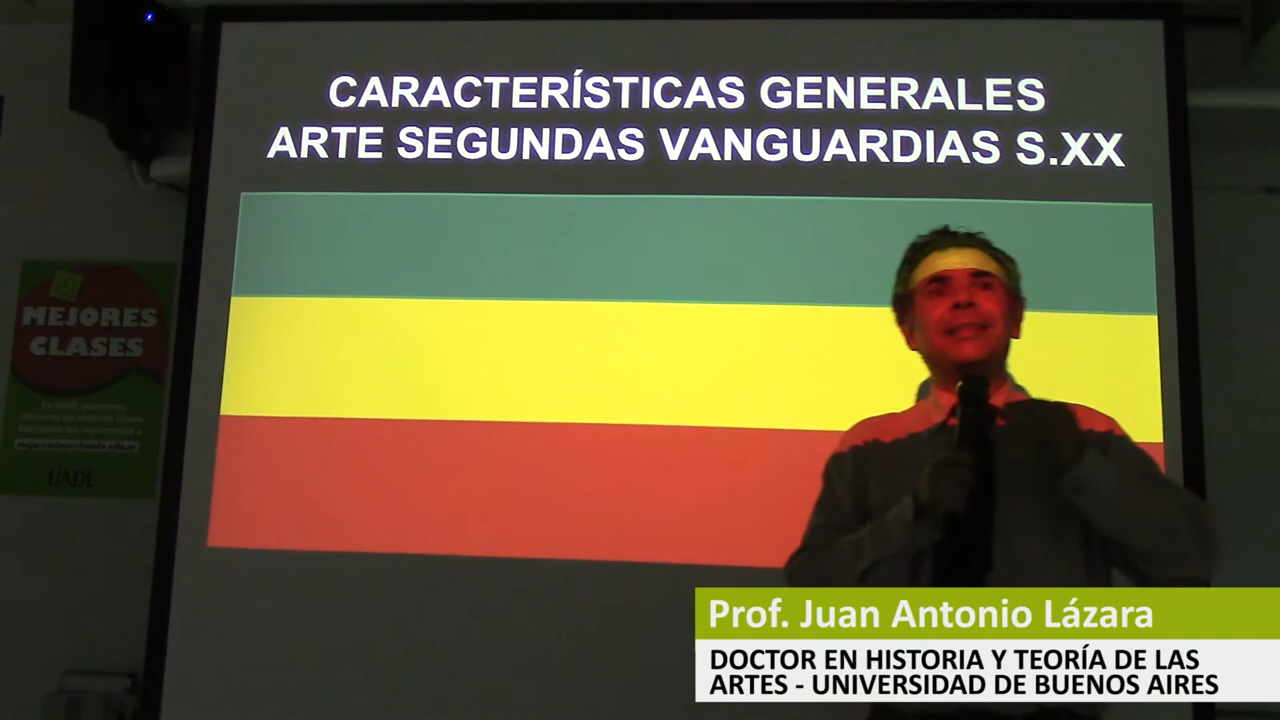 CARACTERÍSTICAS GENERALES
ARTE SEGUNDAS VANGUARDIAS S.XX
MEJORES
CLASES
UADE
Prof. Juan Antonio Lázara
DOCTOR EN HISTORIA Y TEORÍA DE LAS
ARTES - UNIVERSIDAD DE BUENOS AIRES